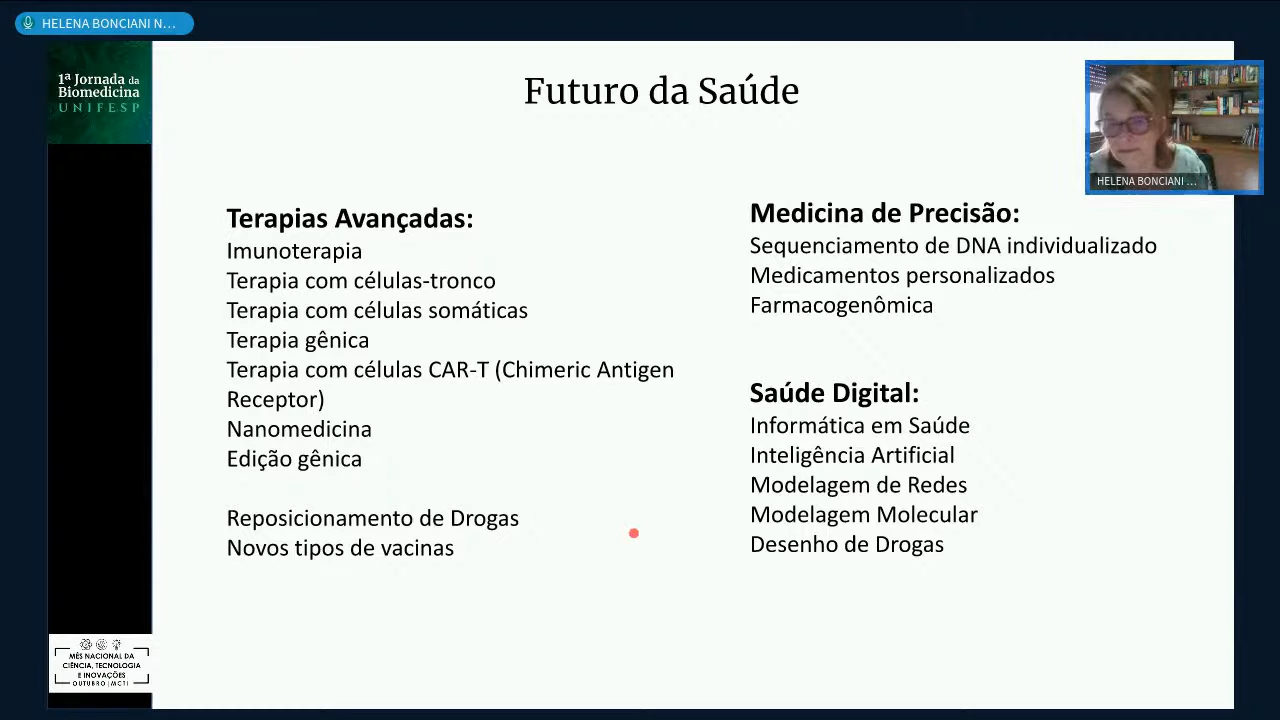 HELENA BONCIANI N...
1ª Jornada da
Biomedicina
UNIFESP
Futuro da Saúde
HELENA BONCIANI ...
Terapias Avançadas:
Imunoterapia
Terapia com células-tronco
Terapia com células somáticas
Terapia gênica
Terapia com células CAR-T (Chimeric Antigen
Receptor)
Nanomedicina
Edição gênica
Reposicionamento de Drogas
Novos tipos de vacinas
Medicina de Precisão:
Sequenciamento de DNA individualizado
Medicamentos personalizados
Farmacogenômica
Saúde Digital:
Informática em Saúde
Inteligência Artificial
Modelagem de Redes
Modelagem Molecular
Desenho de Drogas
MÊS NACIONAL DA
CIÊNCIA, TECNOLOGIA
E INOVAÇÕES
OUTUBRO | MCTI